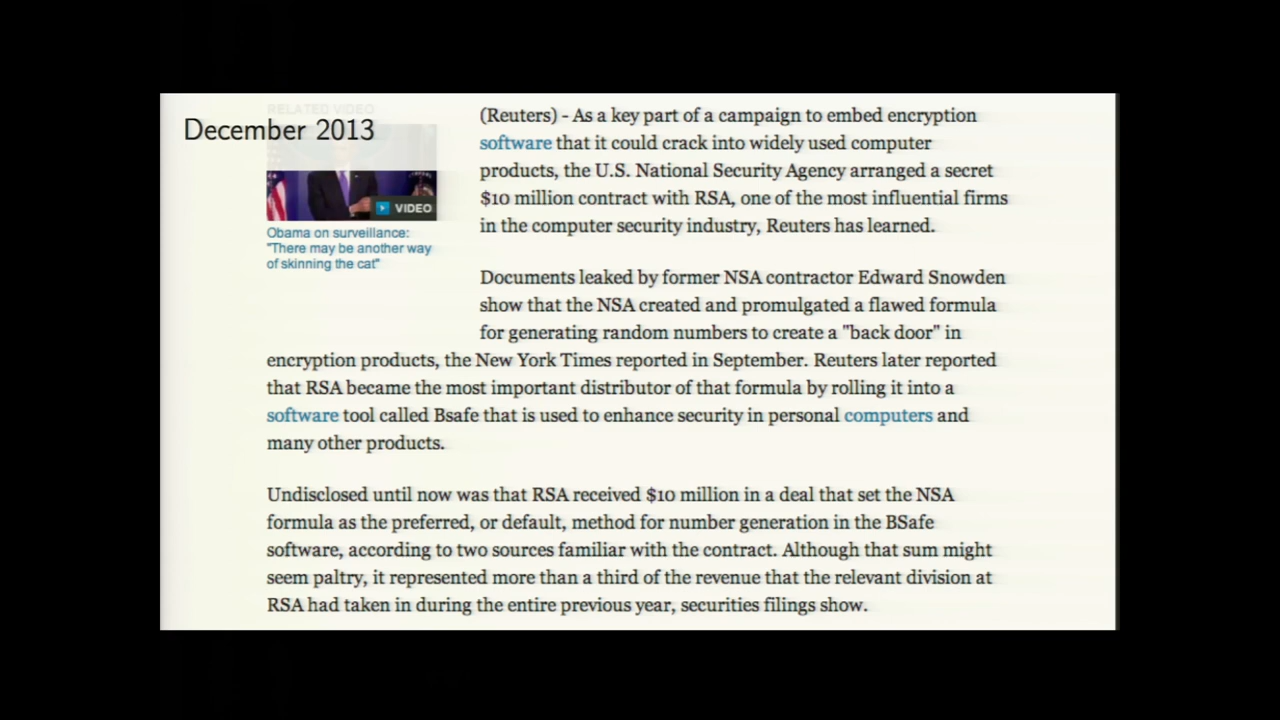 RELATED VIDEO
December 2013
VIDEO
Obama on surveillance:
"There may be another way
of skinning the cat"
(Reuters) - As a key part of a campaign to embed encryption
software that it could crack into widely used computer
products, the U.S. National Security Agency arranged a secret
$10 million contract with RSA, one of the most influential firms
in the computer security industry, Reuters has learned.
Documents leaked by former NSA contractor Edward Snowden
show that the NSA created and promulgated a flawed formula
for generating random numbers to create a "back door" in
encryption products, the New York Times reported in September. Reuters later reported
that RSA became the most important distributor of that formula by rolling it into a
software tool called Bsafe that is used to enhance security in personal computers and
many other products.
Undisclosed until now was that RSA received $10 million in a deal that set the NSA
formula as the preferred, or default, method for number generation in the BSafe
software, according to two sources familiar with the contract. Although that sum might
seem paltry, it represented more than a third of the revenue that the relevant division at
RSA had taken in during the entire previous year, securities filings show.